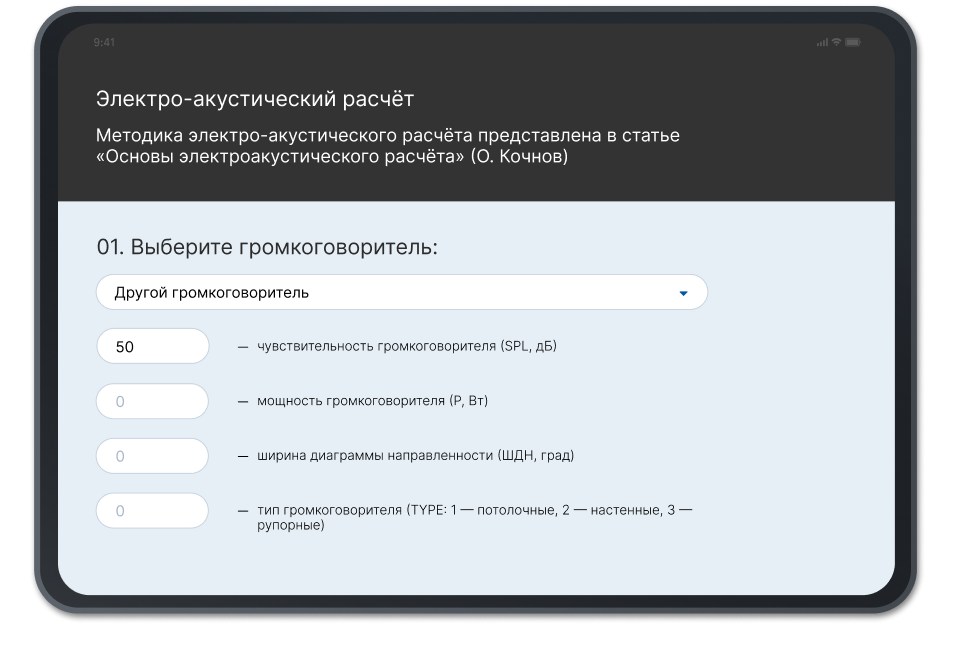 9:41
Электро-акустический расчёт
Методика электро-акустического расчёта представлена в статье
«Основы электроакустического расчёта» (О. Кочнов)
01. Выберите громкоговоритель:
Другой громкоговоритель
50 — чувствительность громкоговорителя (SPL, дБ)
0 — мощность громкоговорителя (P, Вт)
0 — ширина диаграммы направленности (ШДН, град)
0 — тип громкоговорителя (TYPE: 1 — потолочные, 2 — настенные, 3 —
рупорные)